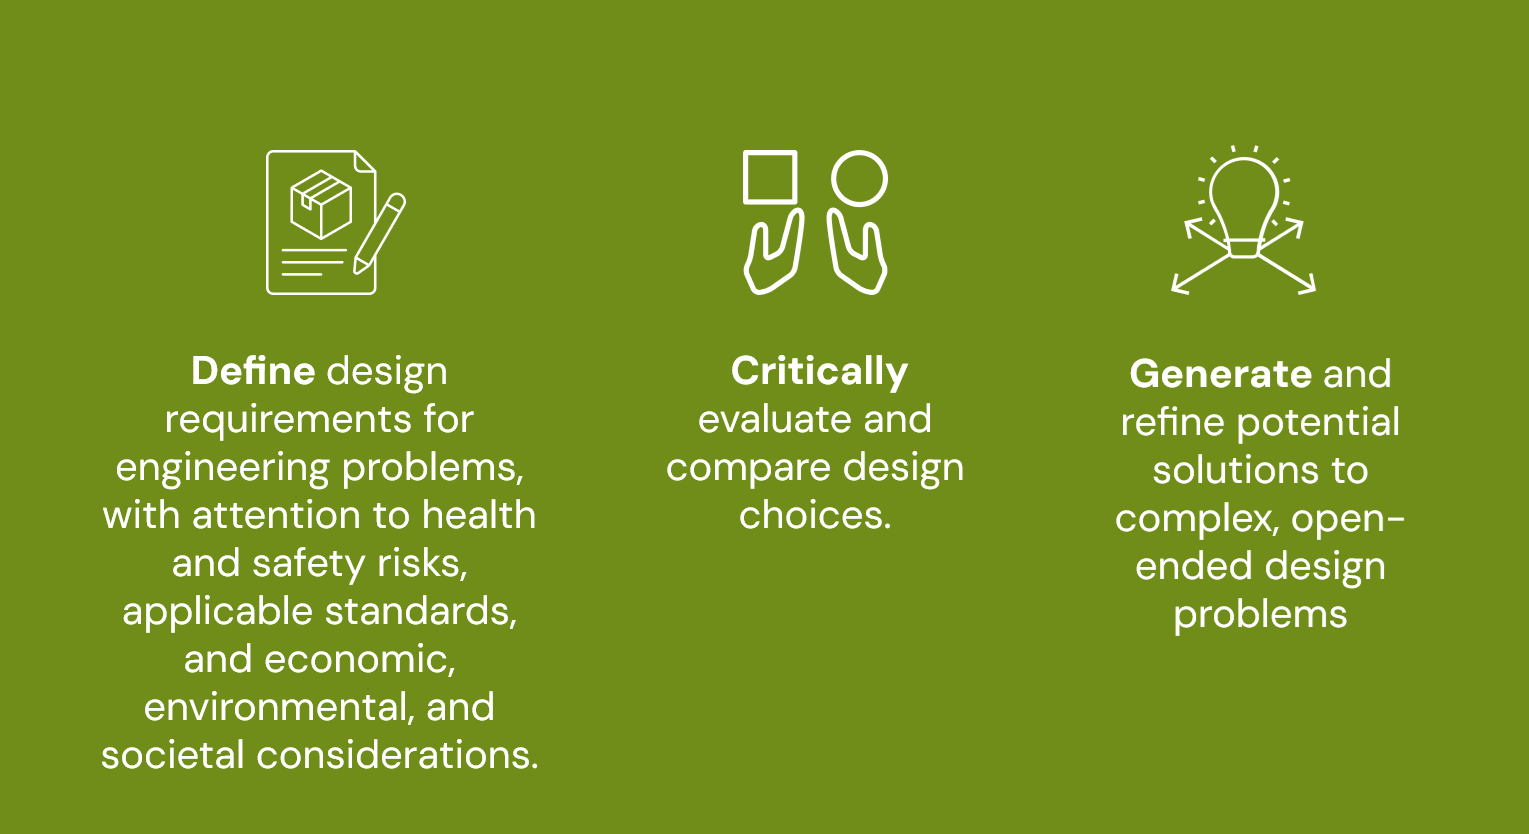 Define design
requirements for
engineering problems,
with attention to health
and safety risks,
applicable standards,
and economic,
environmental, and
societal considerations.
Critically
evaluate and
compare design
choices.
Generate and
refine potential
solutions to
complex, open-
ended design
problems